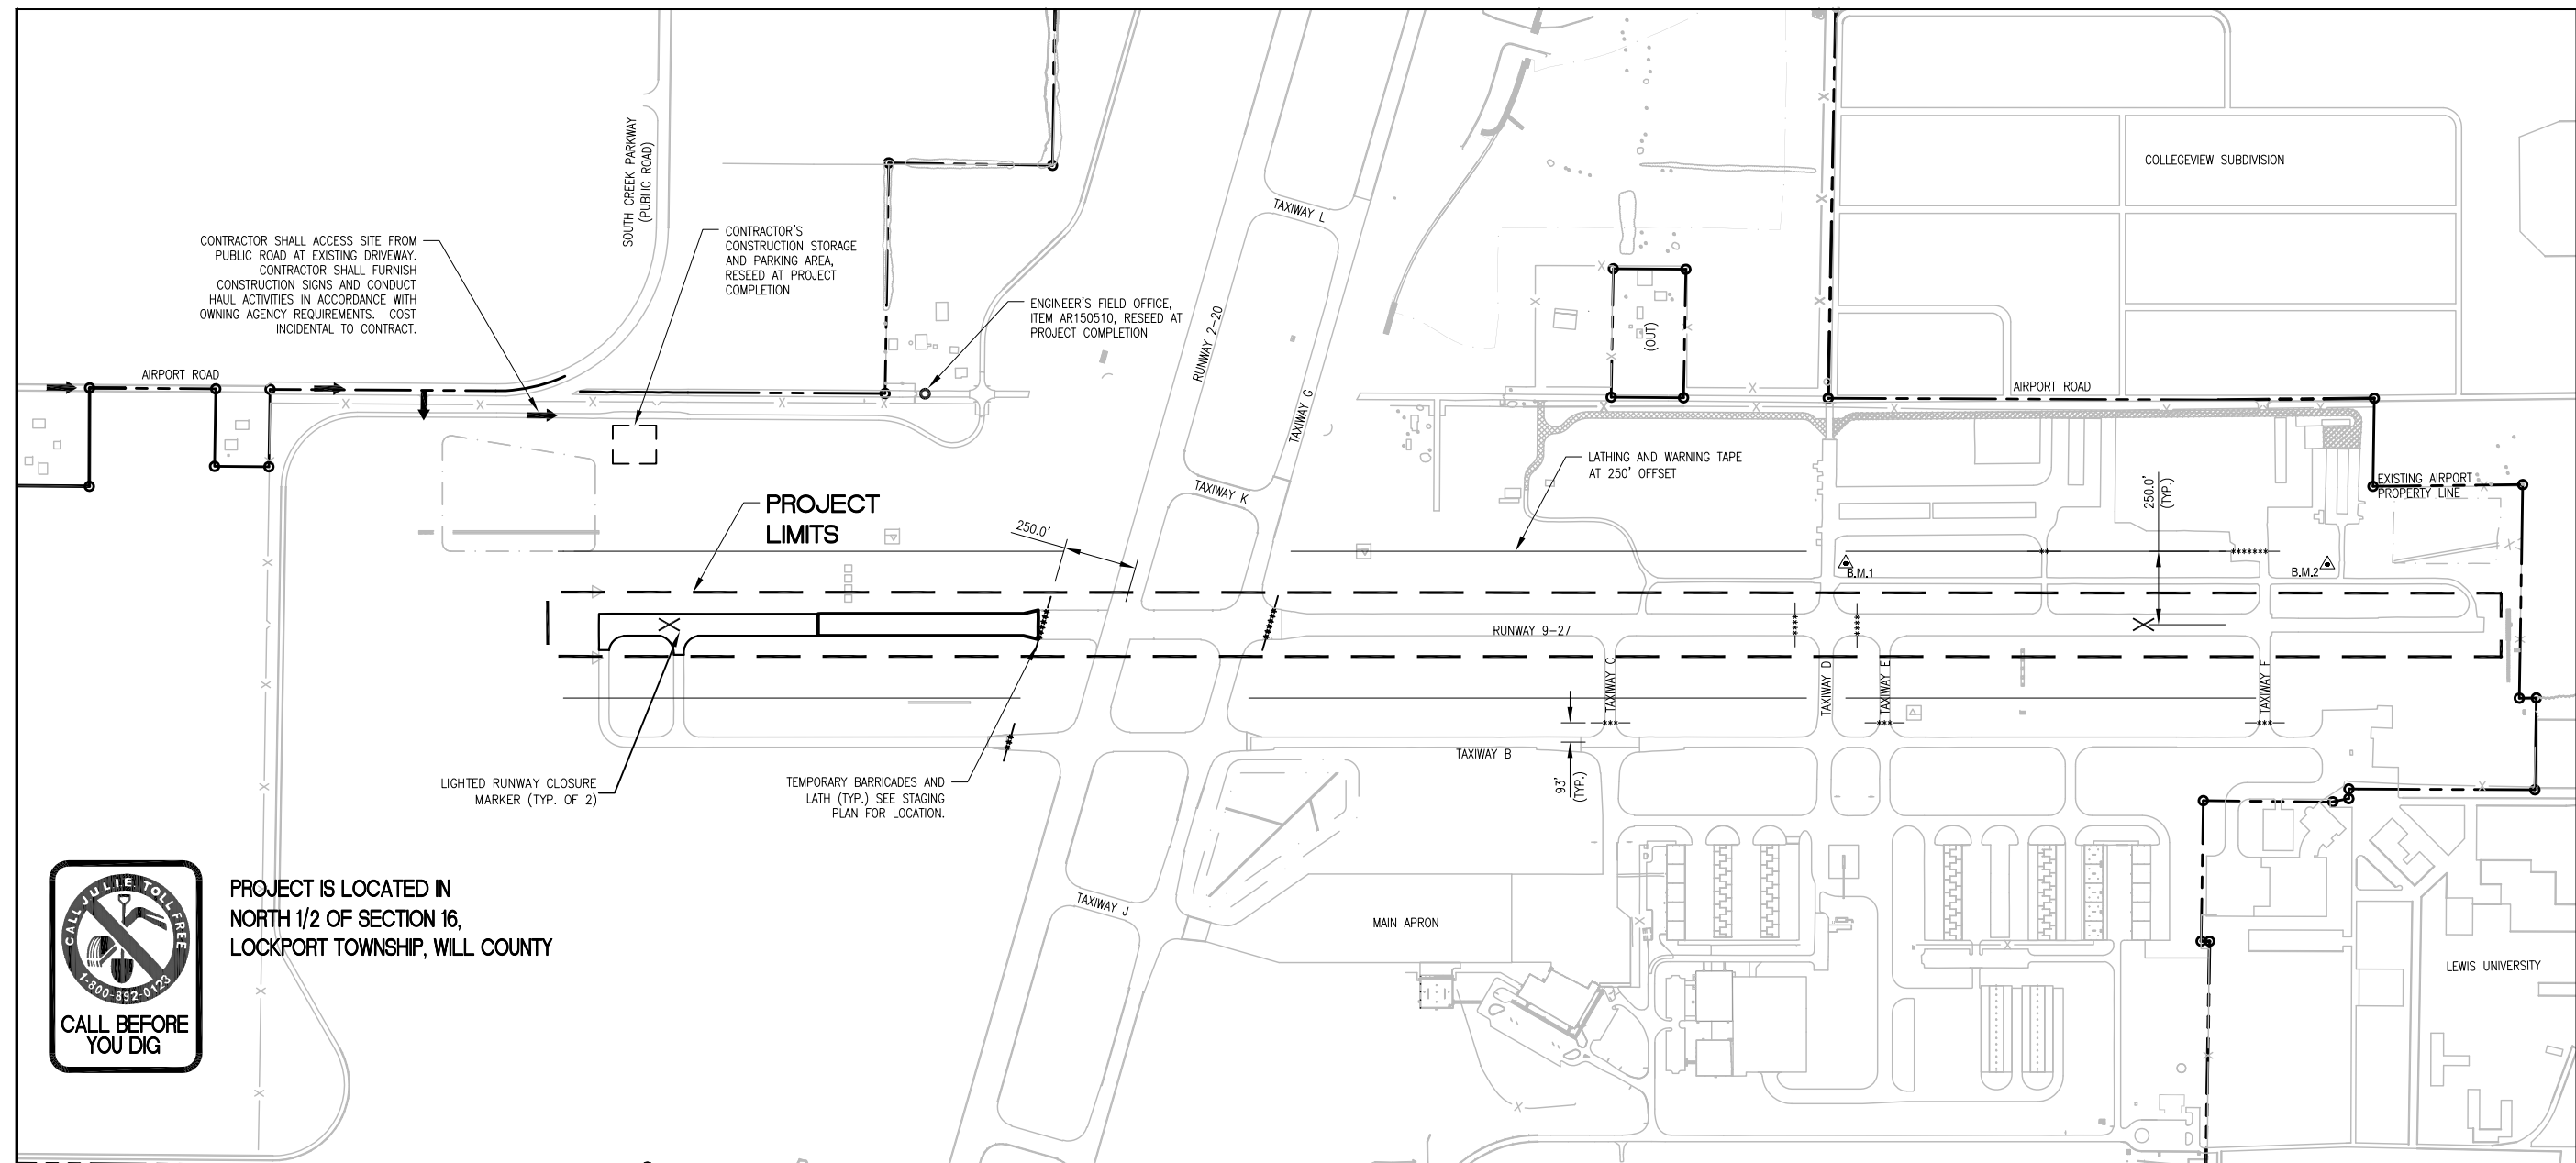 SOUTH CREEK PARKWAY
(PUBLIC ROAD)
CONTRACTOR SHALL ACCESS SITE FROM
PUBLIC ROAD AT EXISTING DRIVEWAY.
CONTRACTOR SHALL FURNISH
CONSTRUCTION SIGNS AND CONDUCT
HAUL ACTIVITIES IN ACCORDANCE WITH
OWNING AGENCY REQUIREMENTS. COST
INCIDENTAL TO CONTRACT.
CONTRACTOR'S
CONSTRUCTION STORAGE
AND PARKING AREA,
RESEED AT PROJECT
COMPLETION
ENGINEER'S FIELD OFFICE,
ITEM AR150510, RESEED AT
PROJECT COMPLETION
TAXIWAY L
RUNWAY 2-20
TAXIWAY G
TAXIWAY K
COLLEGEVIEW SUBDIVISION
(OUT)
AIRPORT ROAD
AIRPORT ROAD
LATHING AND WARNING TAPE
AT 250' OFFSET
EXISTING AIRPORT
PROPERTY LINE
250.0'
(TYP.)
PROJECT
LIMITS
250.0'
B.M.1
B.M.2
RUNWAY 9-27
TAXIWAY C
TAXIWAY D
TAXIWAY E
TAXIWAY F
TAXIWAY B
93'
(TYP.)
LIGHTED RUNWAY CLOSURE
MARKER (TYP. OF 2)
TEMPORARY BARRICADES AND
LATH (TYP.) SEE STAGING
PLAN FOR LOCATION.
CALL JULIE TOLL FREE
1-800-892-0123
CALL BEFORE
YOU DIG
PROJECT IS LOCATED IN
NORTH 1/2 OF SECTION 16,
LOCKPORT TOWNSHIP, WILL COUNTY
TAXIWAY J
MAIN APRON
LEWIS UNIVERSITY